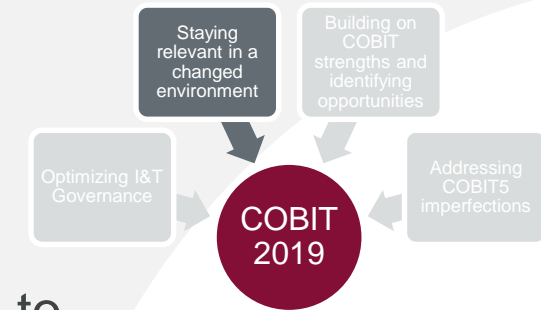 Staying
relevant in a
changed
environment
Building on
COBIT
strengths and
identifying
opportunities
Optimizing I&T
Governance
Addressing
COBIT5
imperfections
COBIT
2019
to